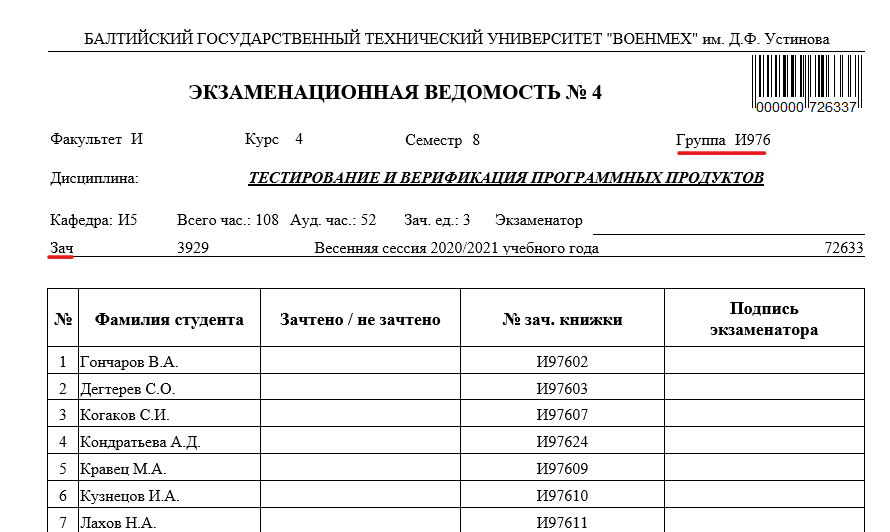 БАЛТИЙСКИЙ ГОСУДАРСТВЕННЫЙ ТЕХНИЧЕСКИЙ УНИВЕРСИТЕТ "ВОЕНМЕХ" им. Д.Ф. Устинова
ЭКЗАМЕНАЦИОННАЯ ВЕДОМОСТЬ № 4
000000 726337
Факультет И Курс 4 Семестр 8 Группа И976
Дисциплина: ТЕСТИРОВАНИЕ И ВЕРИФИКАЦИЯ ПРОГРАММНЫХ ПРОДУКТОВ
Кафедра: И5 Всего час.: 108 Ауд. час.: 52 Зач. ед.: 3 Экзаменатор
Зач 3929 Весенняя сессия 2020/2021 учебного года 72633
№ Фамилия студента Зачтено / не зачтено № зач. книжки Подпись экзаменатора
1 Гончаров В.А. И97602
2 Дегтерев С.О. И97603
3 Когаков С.И. И97607
4 Кондратьева А.Д. И97624
5 Кравец М.А. И97609
6 Кузнецов И.А. И97610
7 Лахов Н.А. И97611